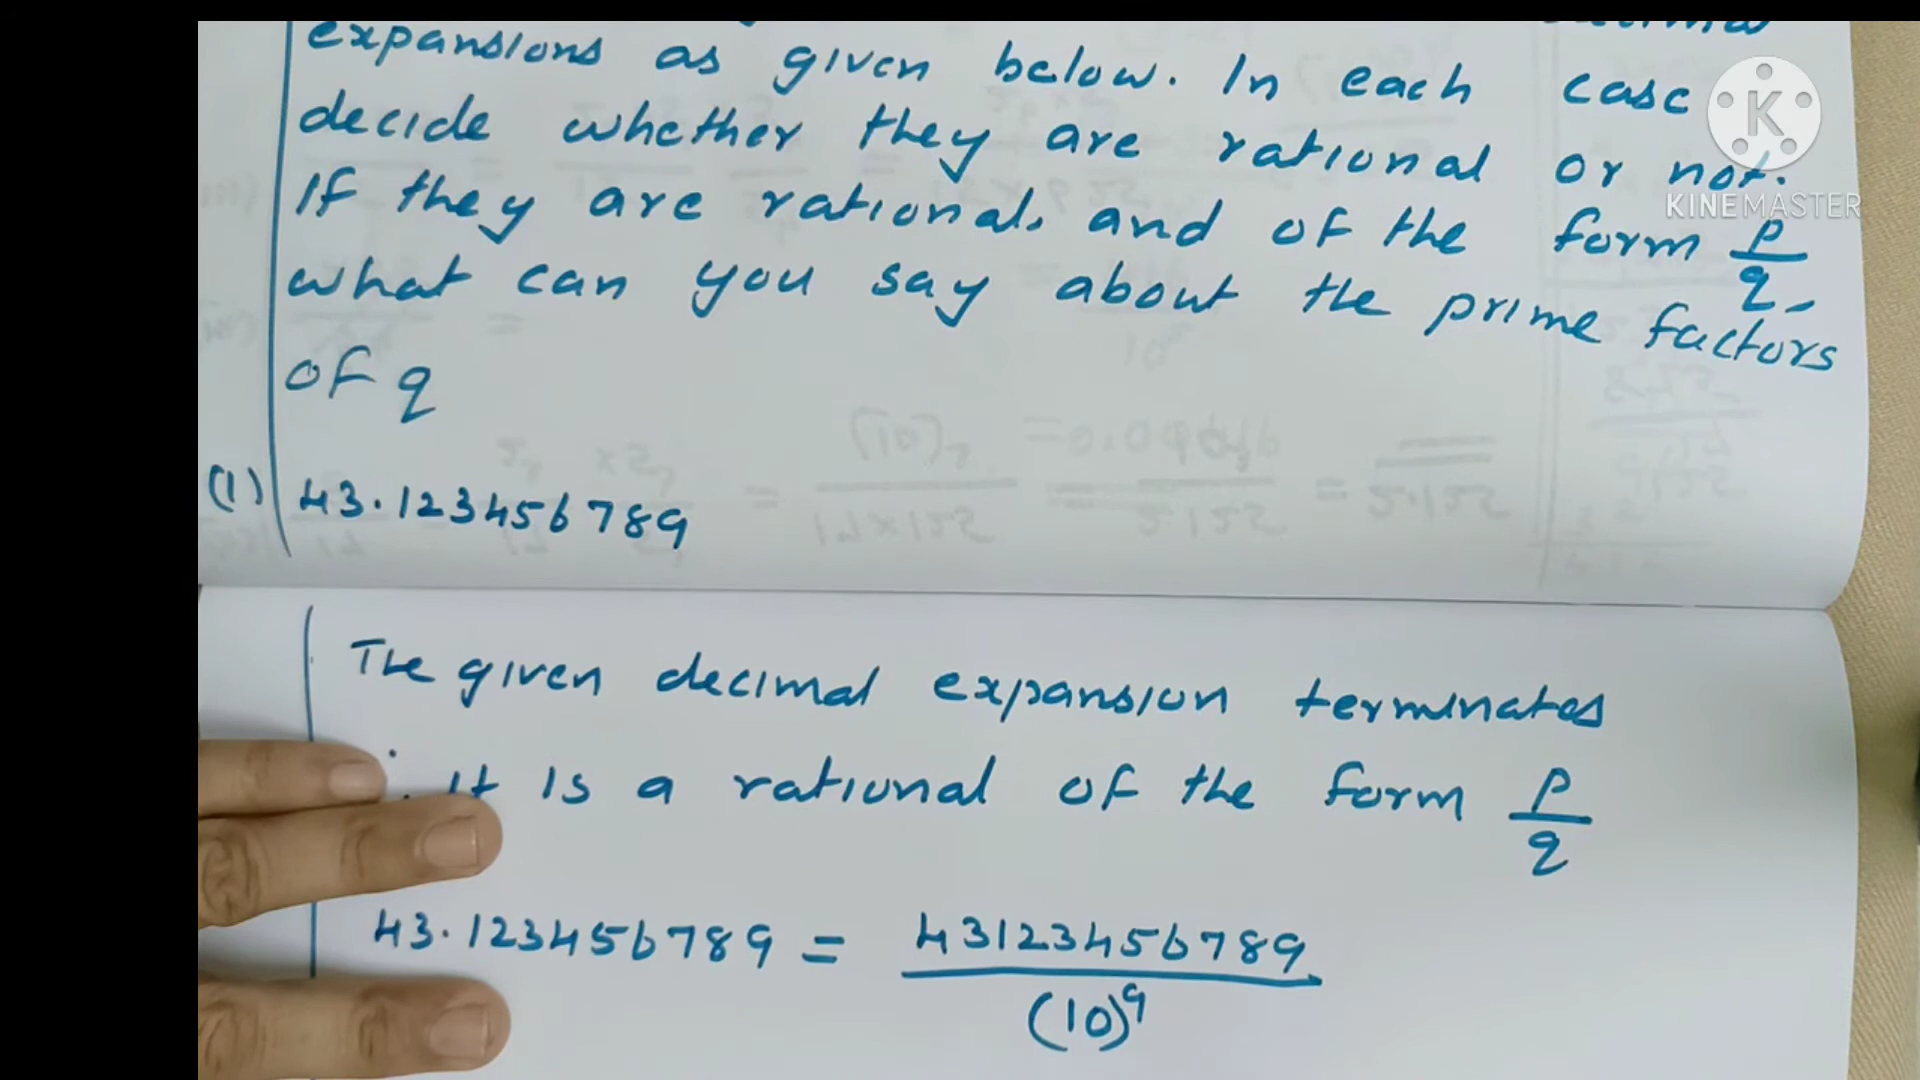 expansions as given below. In each case
decide whether they are rational or not.
If they are rational, and of the form p/q,
what can you say about the prime factors
of q
(1) 43.123456789
The given decimal expansion terminates
∴ It is a rational of the form p/q
43.123456789 = 43123456789/(10)⁹
K
KINEMASTER